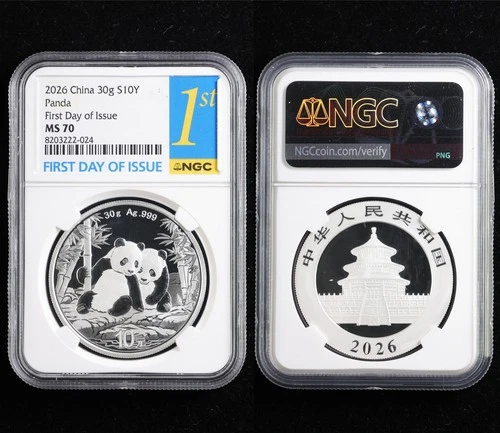 2026 China 30g S10Y
Panda
First Day of Issue
MS 70
8203222-024
FIRST DAY OF ISSUE
1st
NGC
30g Ag.999
10元
NGC
NGCcoin.com/verify
PNG
中华人民共和国
2026